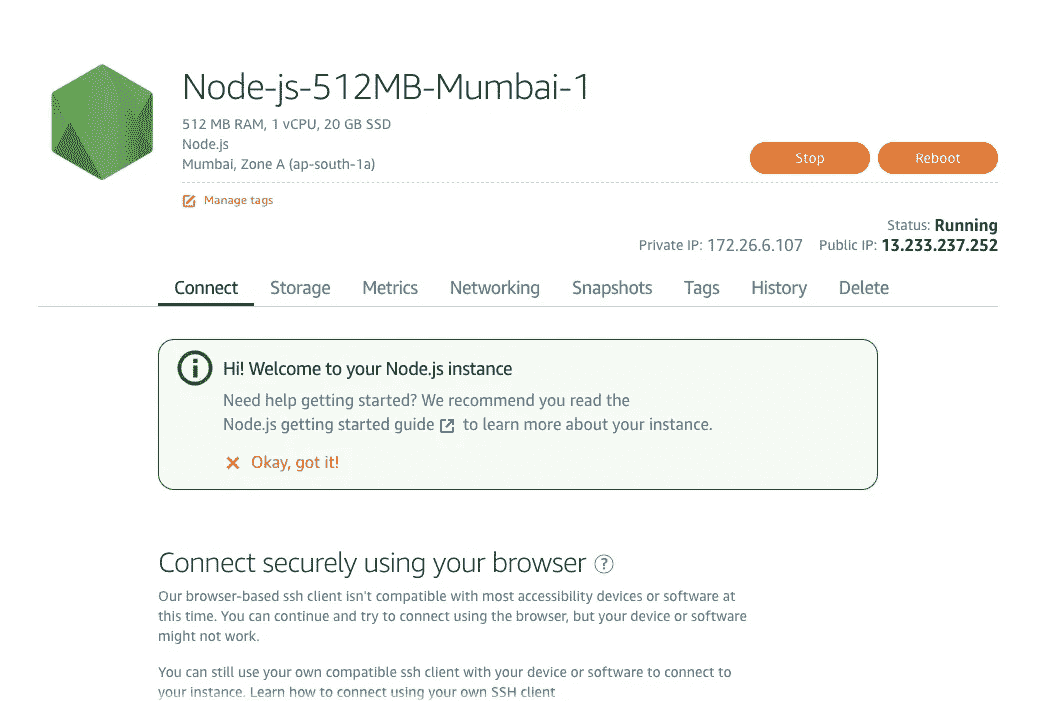 Node-js-512MB-Mumbai-1
512 MB RAM, 1 vCPU, 20 GB SSD
Node.js
Mumbai, Zone A (ap-south-1a)
Stop
Reboot
Manage tags
Status: Running
Private IP: 172.26.6.107 Public IP: 13.233.237.252
Connect Storage Metrics Networking Snapshots Tags History Delete
Hi! Welcome to your Node.js instance
Need help getting started? We recommend you read the
Node.js getting started guide to learn more about your instance.
Okay, got it!
Connect securely using your browser ?
Our browser-based ssh client isn't compatible with most accessibility devices or software at
this time. You can continue and try to connect using the browser, but your device or software
might not work.
You can still use your own compatible ssh client with your device or software to connect to
your instance. Learn how to connect using your own SSH client